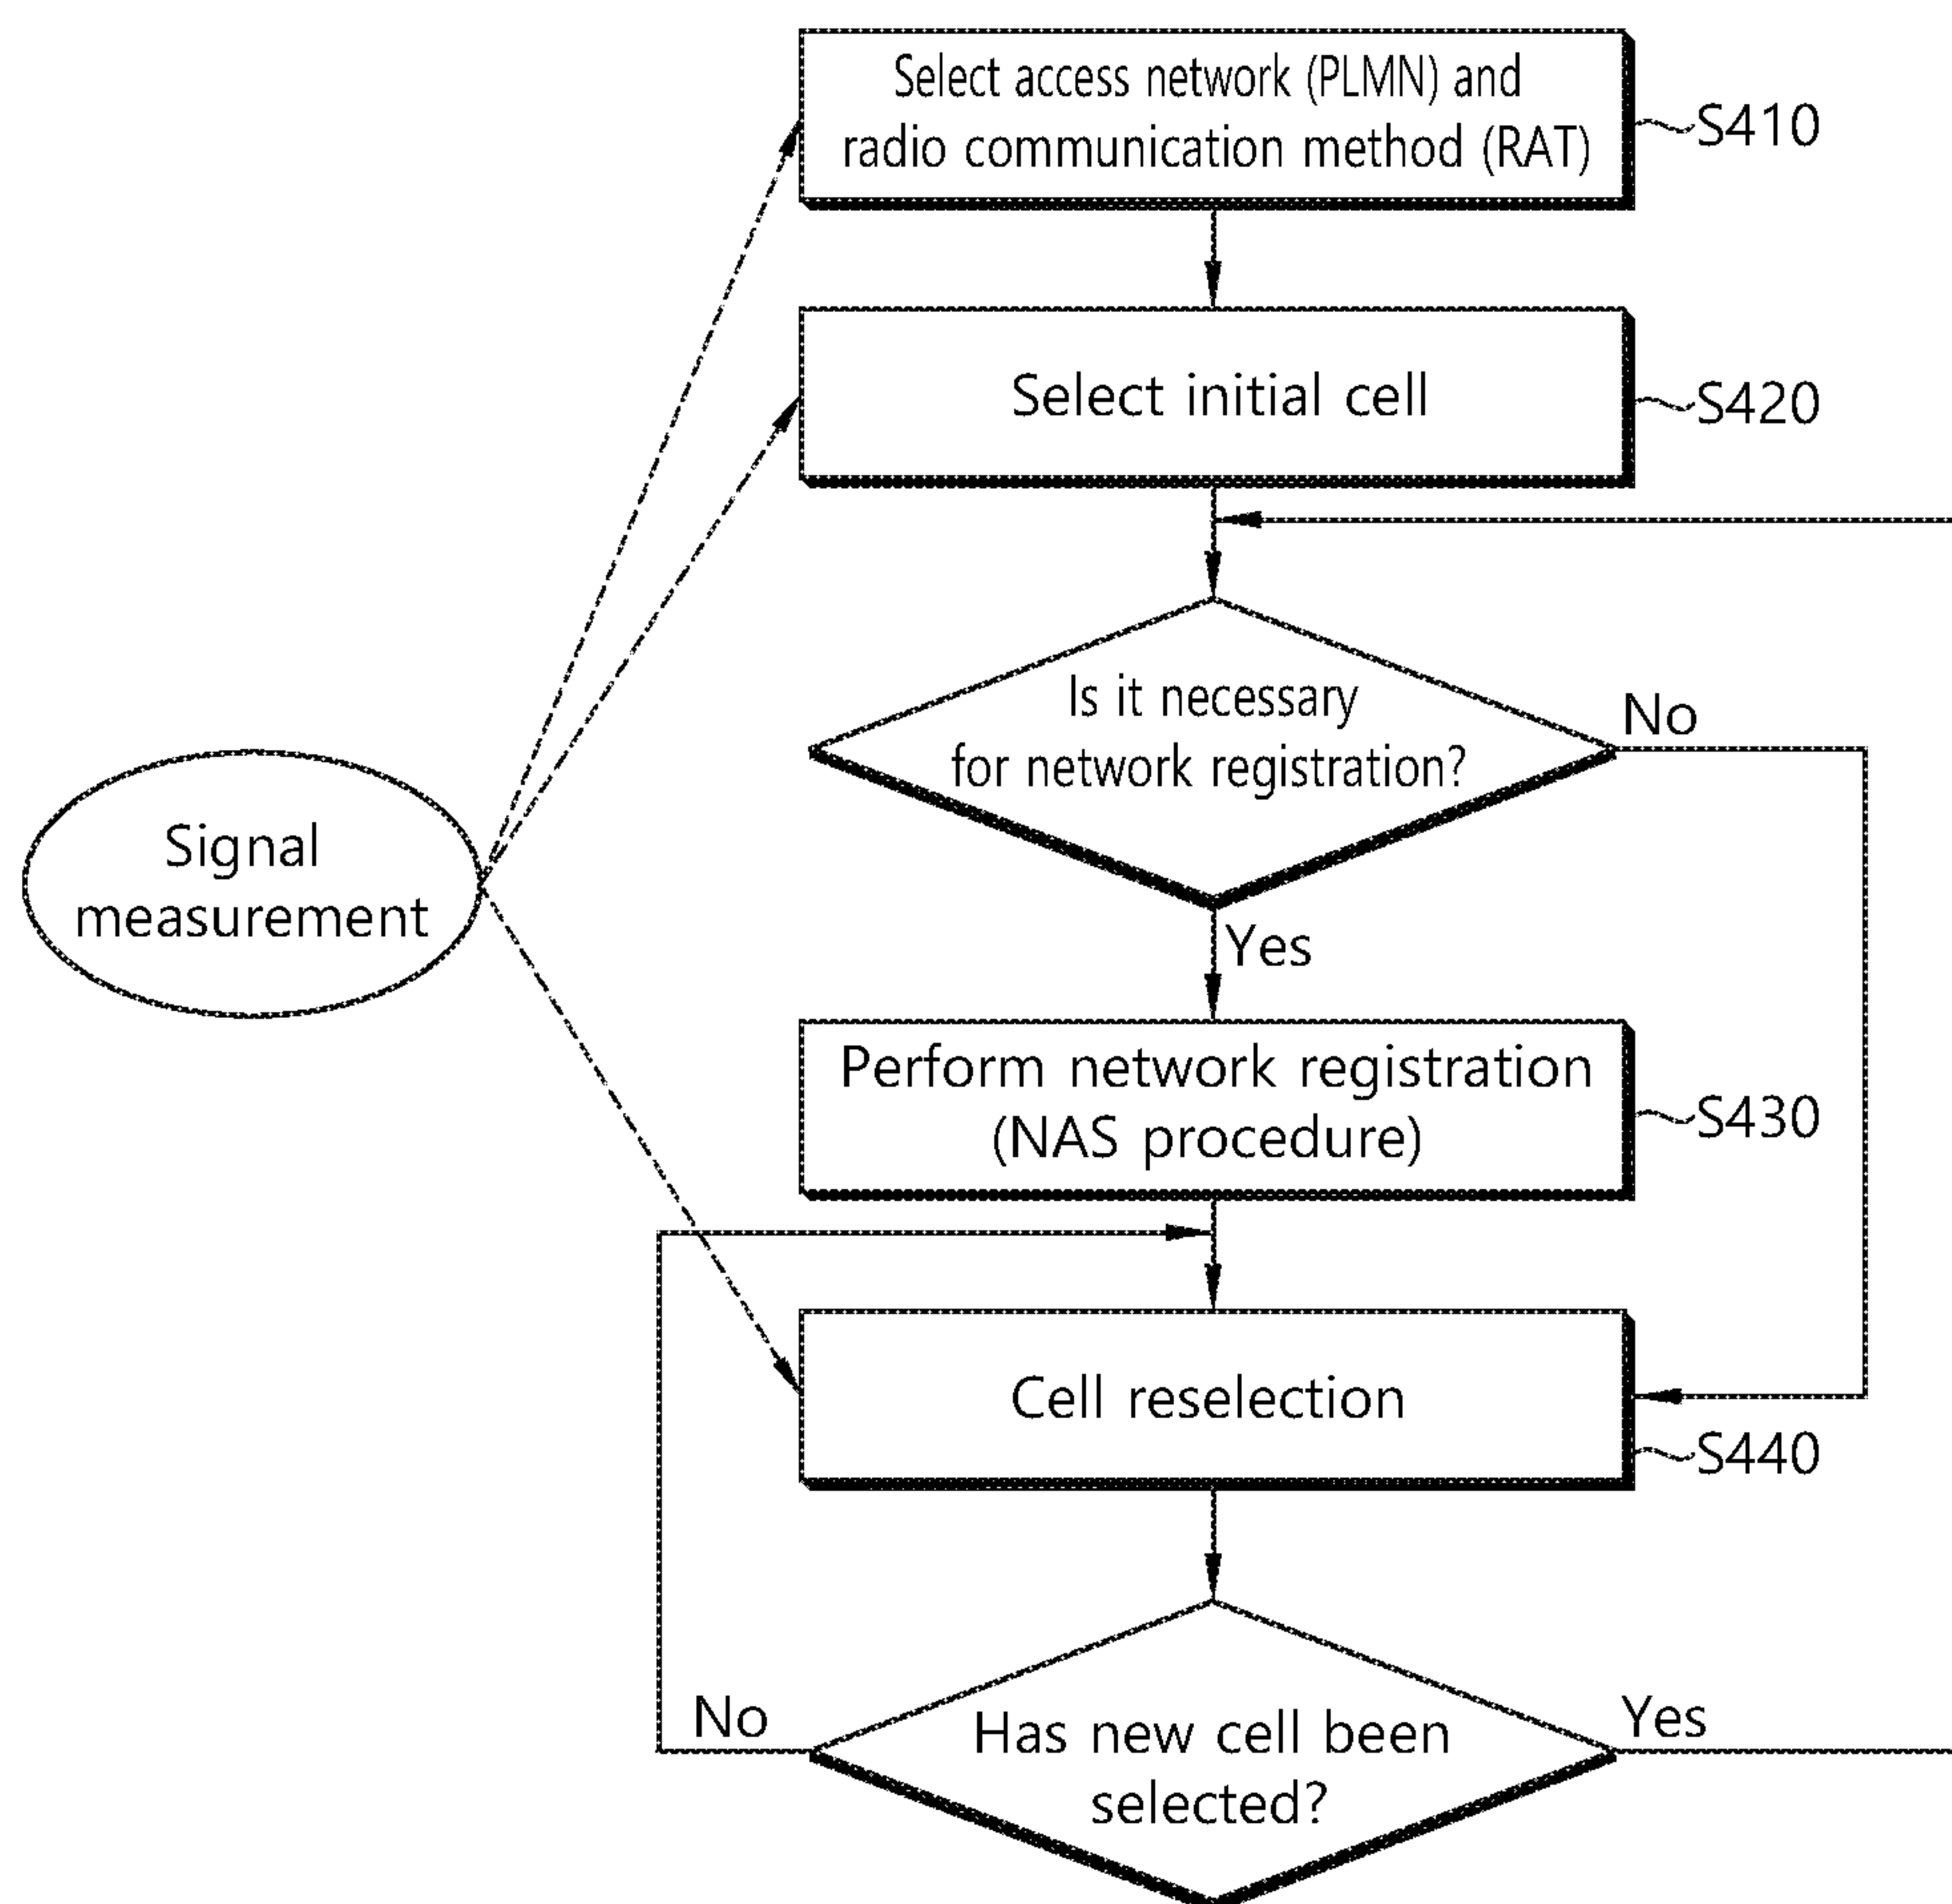 Select access network (PLMN) and
radio communication method (RAT)
S410
Select initial cell
S420
Is it necessary
for network registration?
No
Yes
Signal
measurement
Perform network registration
(NAS procedure)
S430
Cell reselection
S440
No
Has new cell been
selected?
Yes